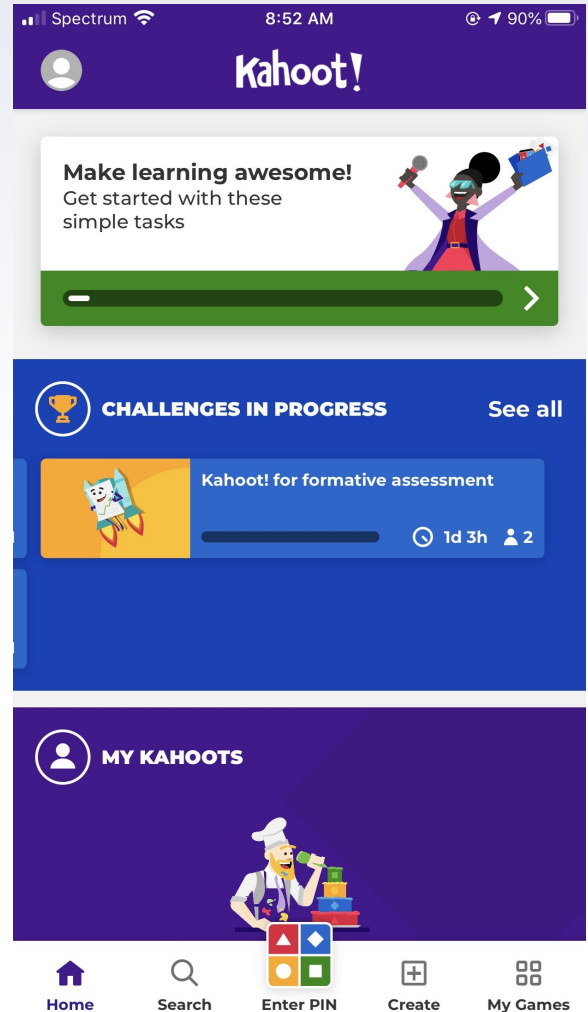 Spectrum 8:52 AM 90%
Kahoot!
Make learning awesome!
Get started with these
simple tasks
CHALLENGES IN PROGRESS See all
Kahoot! for formative assessment
1d 3h 2
MY KAHOOTS
Home Search Enter PIN Create My Games